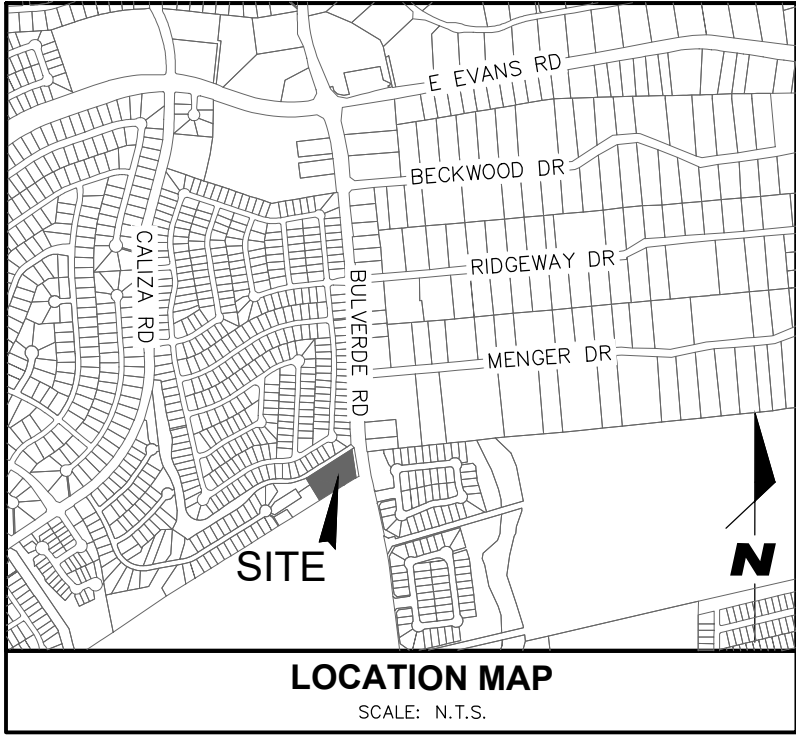 E EVANS RD
BECKWOOD DR
CALIZA RD
BULVERDE RD
RIDGEWAY DR
MENGER DR
SITE
N
LOCATION MAP
SCALE: N.T.S.